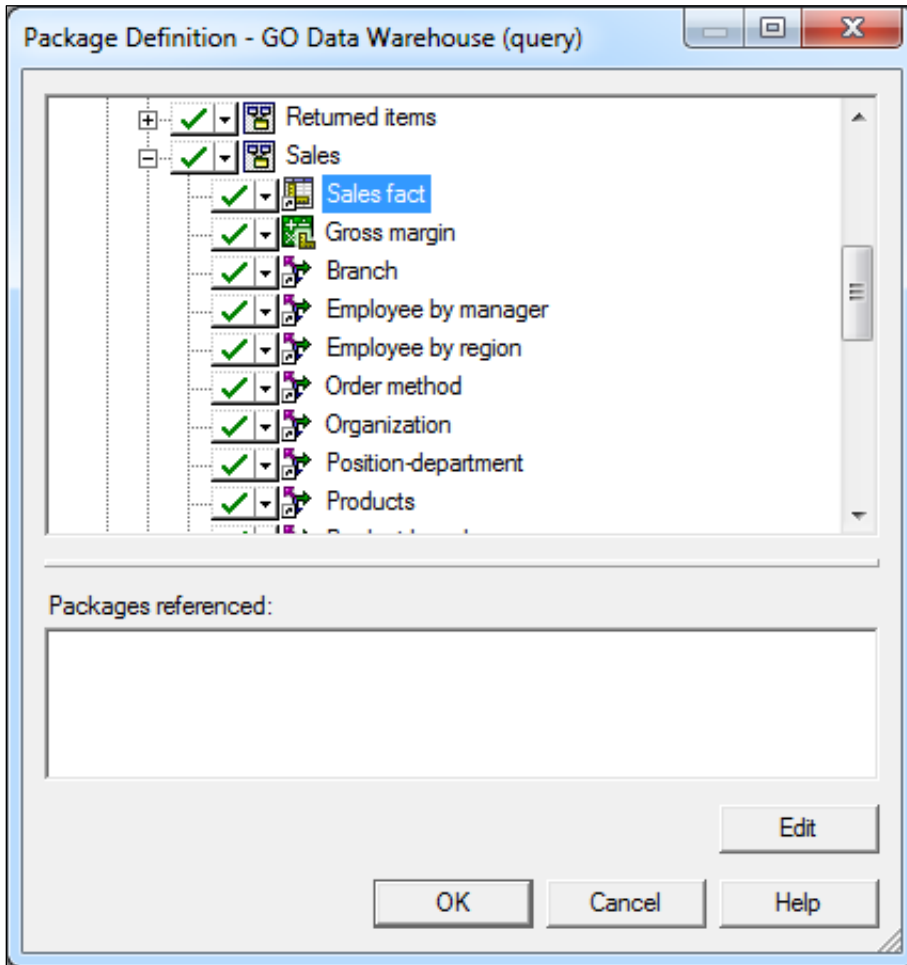 Package Definition - GO Data Warehouse (query)
Returned items
Sales
Sales fact
Gross margin
Branch
Employee by manager
Employee by region
Order method
Organization
Position-department
Products
Packages referenced:
Edit
OK
Cancel
Help